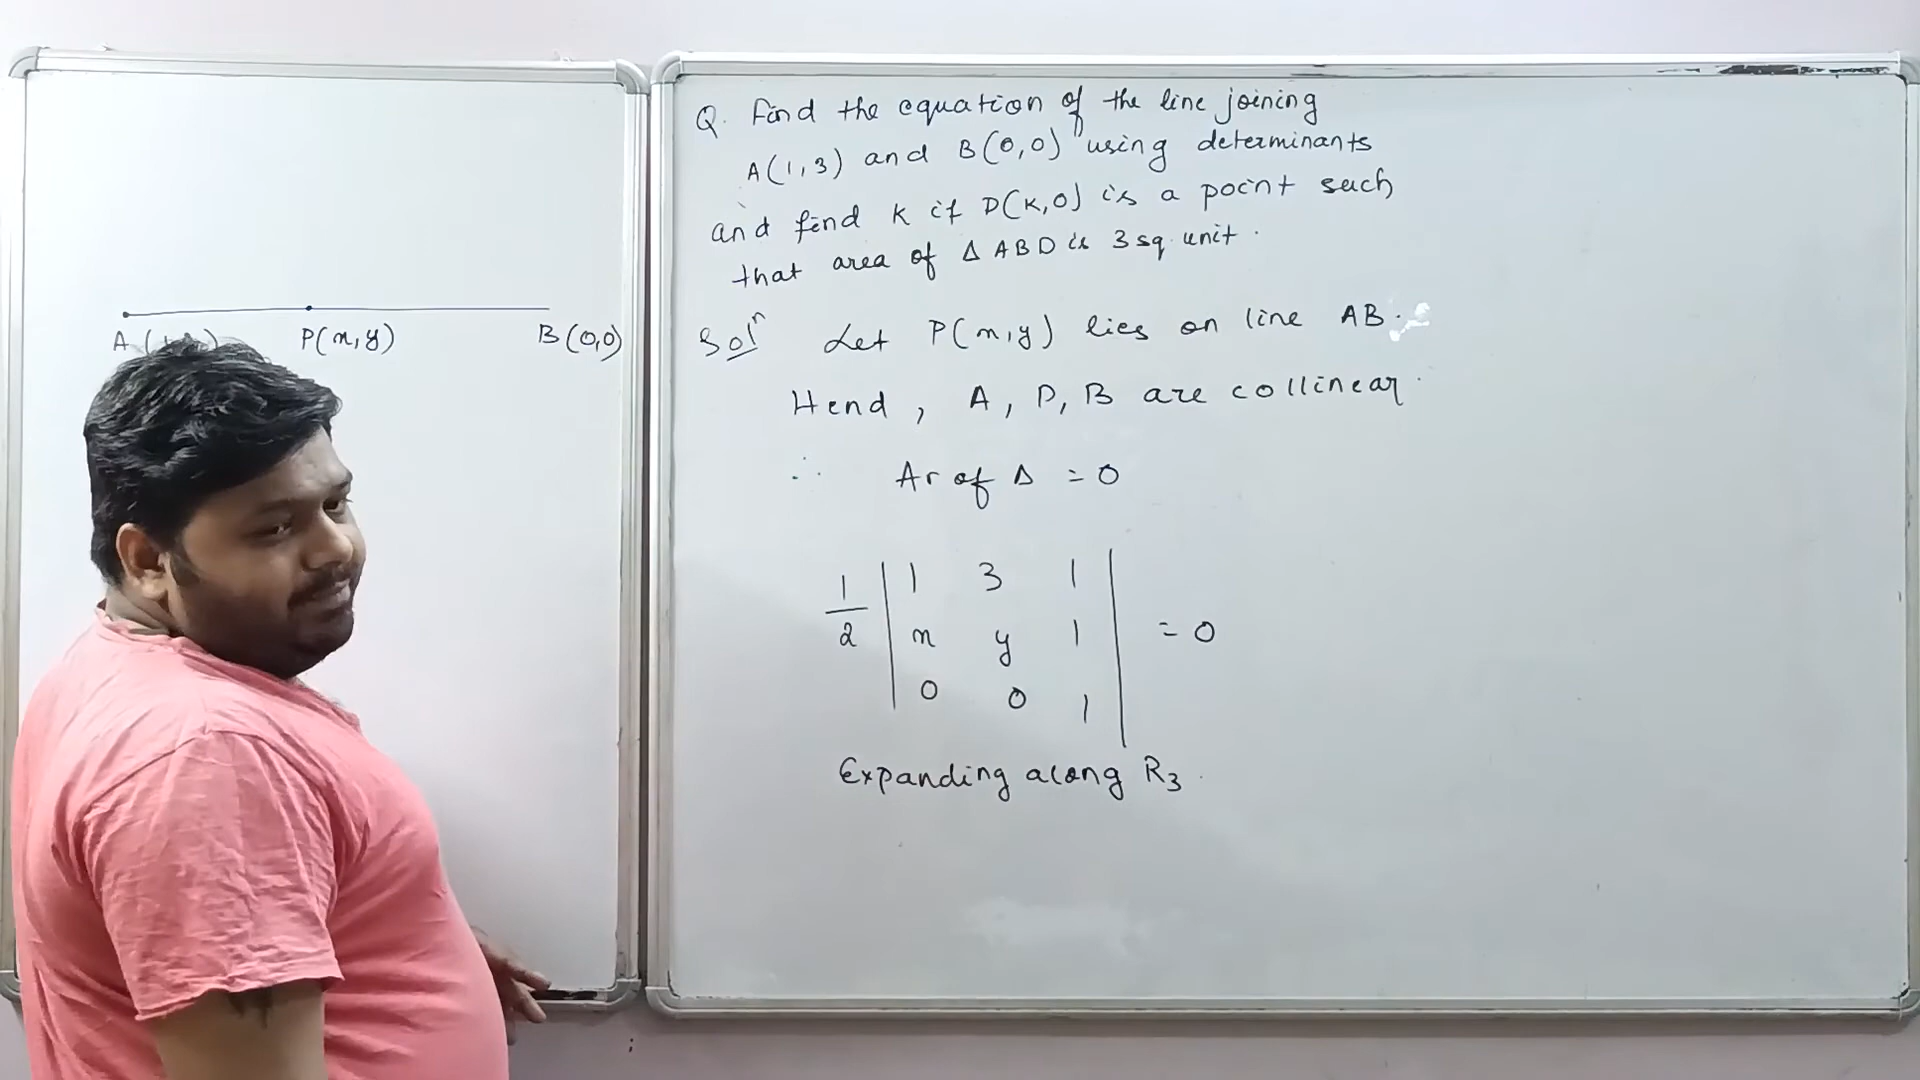 A (
P(x,y)
B(0,0)
Q. Find the equation of the line joining
A(1,3) and B(0,0) using determinants
and find K if D(K,0) is a point such
that area of Δ ABD is 3 sq. unit.
Solⁿ Let P(x,y) lies on line AB.
Hend, A, P, B are collinear.
∴ Ar of Δ = 0
1/2 | 1 3 1 |
| x y 1 | = 0
| 0 0 1 |
Expanding along R₃.